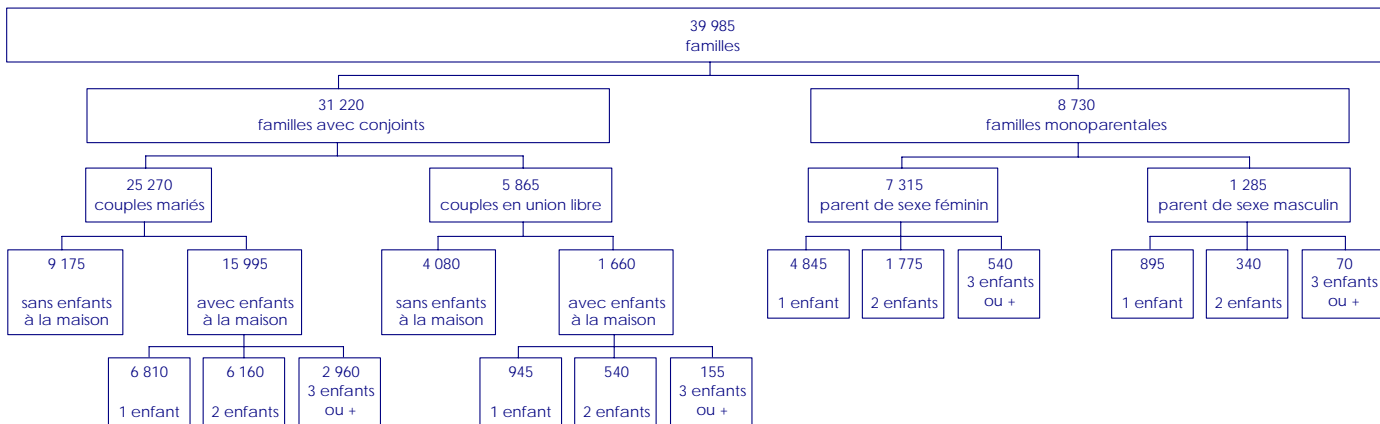 39 985
familles
31 220
familles avec conjoints
8 730
familles monoparentales
25 270
couples mariés
5 865
couples en union libre
7 315
parent de sexe féminin
1 285
parent de sexe masculin
9 175
sans enfants
à la maison
15 995
avec enfants
à la maison
4 080
sans enfants
à la maison
1 660
avec enfants
à la maison
4 845
1 enfant
1 775
2 enfants
540
3 enfants
ou +
895
1 enfant
340
2 enfants
70
3 enfants
ou +
6 810
1 enfant
6 160
2 enfants
2 960
3 enfants
ou +
945
1 enfant
540
2 enfants
155
3 enfants
ou +